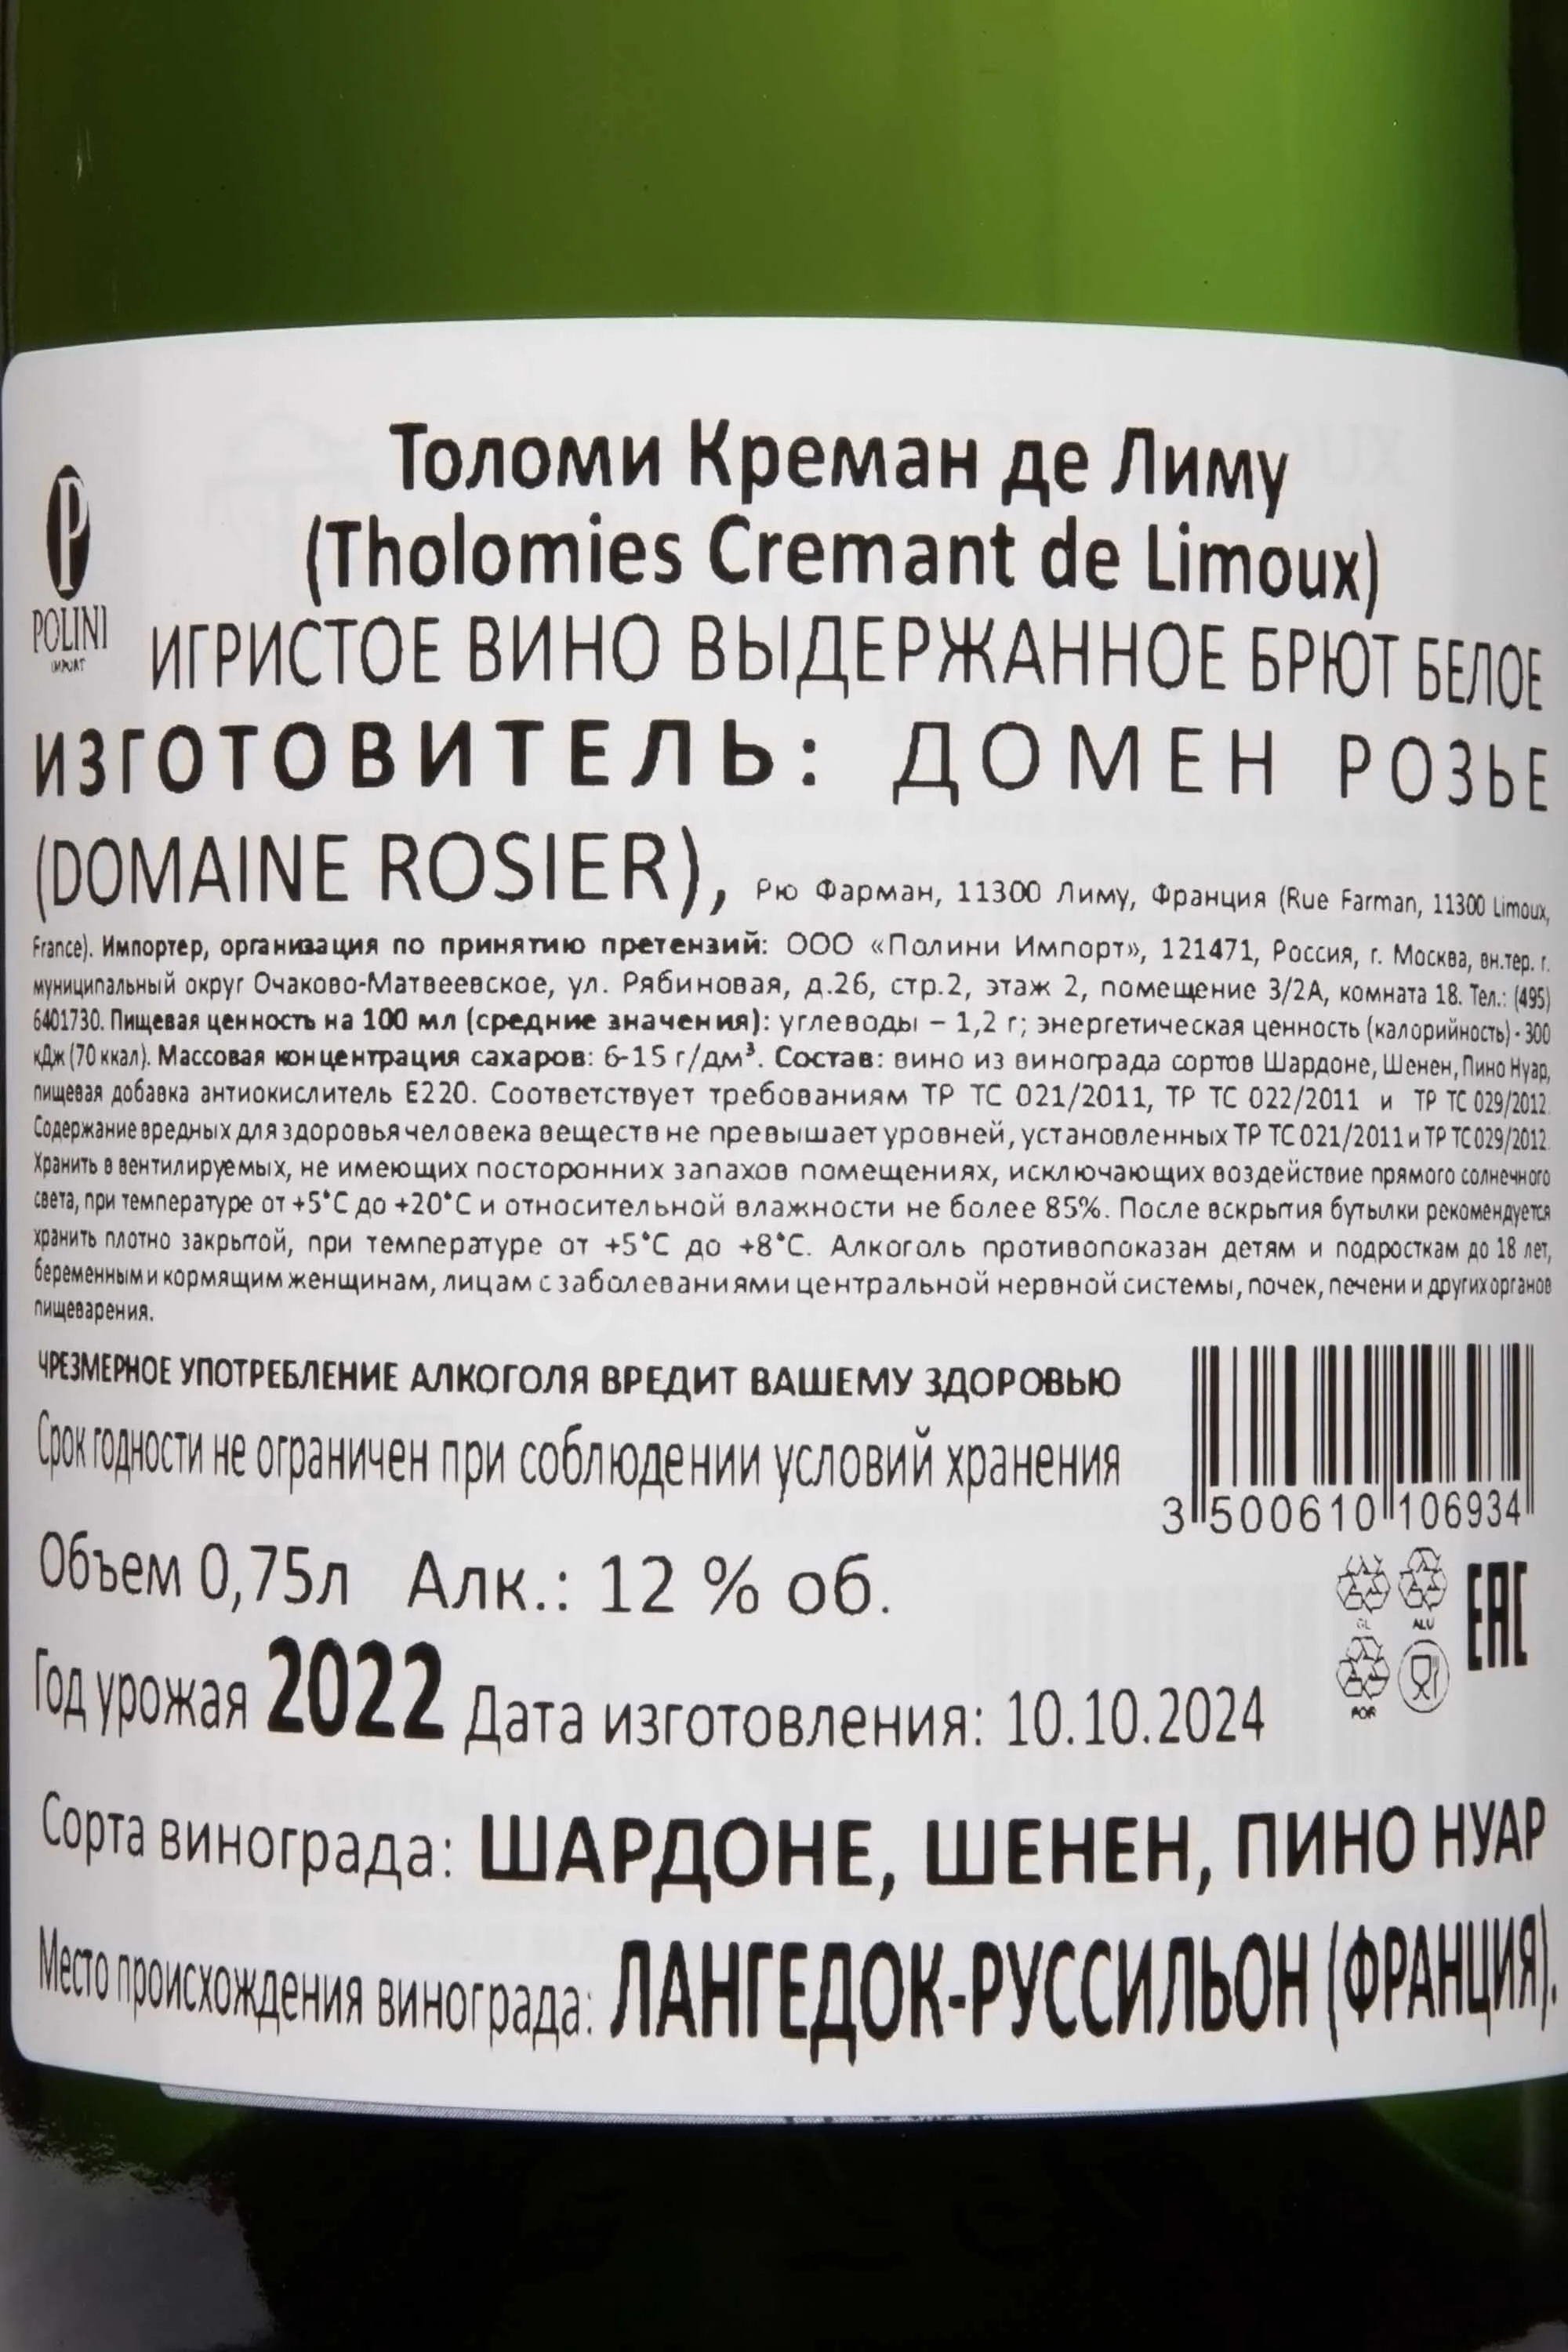 Толоми Креман де Лиму
(Tholomies Cremant de Limoux)
POLINI
IMPORT
ИГРИСТОЕ ВИНО ВЫДЕРЖАННОЕ БРЮТ БЕЛОЕ
ИЗГОТОВИТЕЛЬ: ДОМЕН РОЗЬЕ
(DOMAINE ROSIER), Рю Фарман, 11300 Лиму, Франция (Rue Farman, 11300 Limoux,
France). Импортер, организация по принятию претензий: ООО «Полини Импорт», 121471, Россия, г. Москва, вн.тер. г.
муниципальный округ Очаково-Матвеевское, ул. Рябиновая, д.26, стр.2, этаж 2, помещение 3/2А, комната 18. Тел.: (495)
6401730. Пищевая ценность на 100 мл (средние значения): углеводы – 1,2 г; энергетическая ценность (калорийность) - 300
кДж (70 ккал). Массовая концентрация сахаров: 6-15 г/дм³. Состав: вино из винограда сортов Шардоне, Шенен, Пино Нуар,
пищевая добавка антиокислитель Е220. Соответствует требованиям ТР ТС 021/2011, ТР ТС 022/2011 и ТР ТС 029/2012.
Содержание вредных для здоровья человека веществ не превышает уровней, установленных ТР ТС 021/2011 и ТР ТС 029/2012.
Хранить в вентилируемых, не имеющих посторонних запахов помещениях, исключающих воздействие прямого солнечного
света, при температуре от +5°С до +20°С и относительной влажности не более 85%. После вскрытия бутылки рекомендуется
хранить плотно закрытой, при температуре от +5°С до +8°С. Алкоголь противопоказан детям и подросткам до 18 лет,
беременным и кормящим женщинам, лицам с заболеваниями центральной нервной системы, почек, печени и других органов
пищеварения.
ЧРЕЗМЕРНОЕ УПОТРЕБЛЕНИЕ АЛКОГОЛЯ ВРЕДИТ ВАШЕМУ ЗДОРОВЬЮ
Срок годности не ограничен при соблюдении условий хранения
3 500610 106934
Объем 0,75л Алк.: 12 % об.
GL ALU
EAC
FOR
Год урожая 2022 Дата изготовления: 10.10.2024
Сорта винограда: ШАРДОНЕ, ШЕНЕН, ПИНО НУАР
Место происхождения винограда: ЛАНГЕДОК-РУССИЛЬОН (ФРАНЦИЯ).